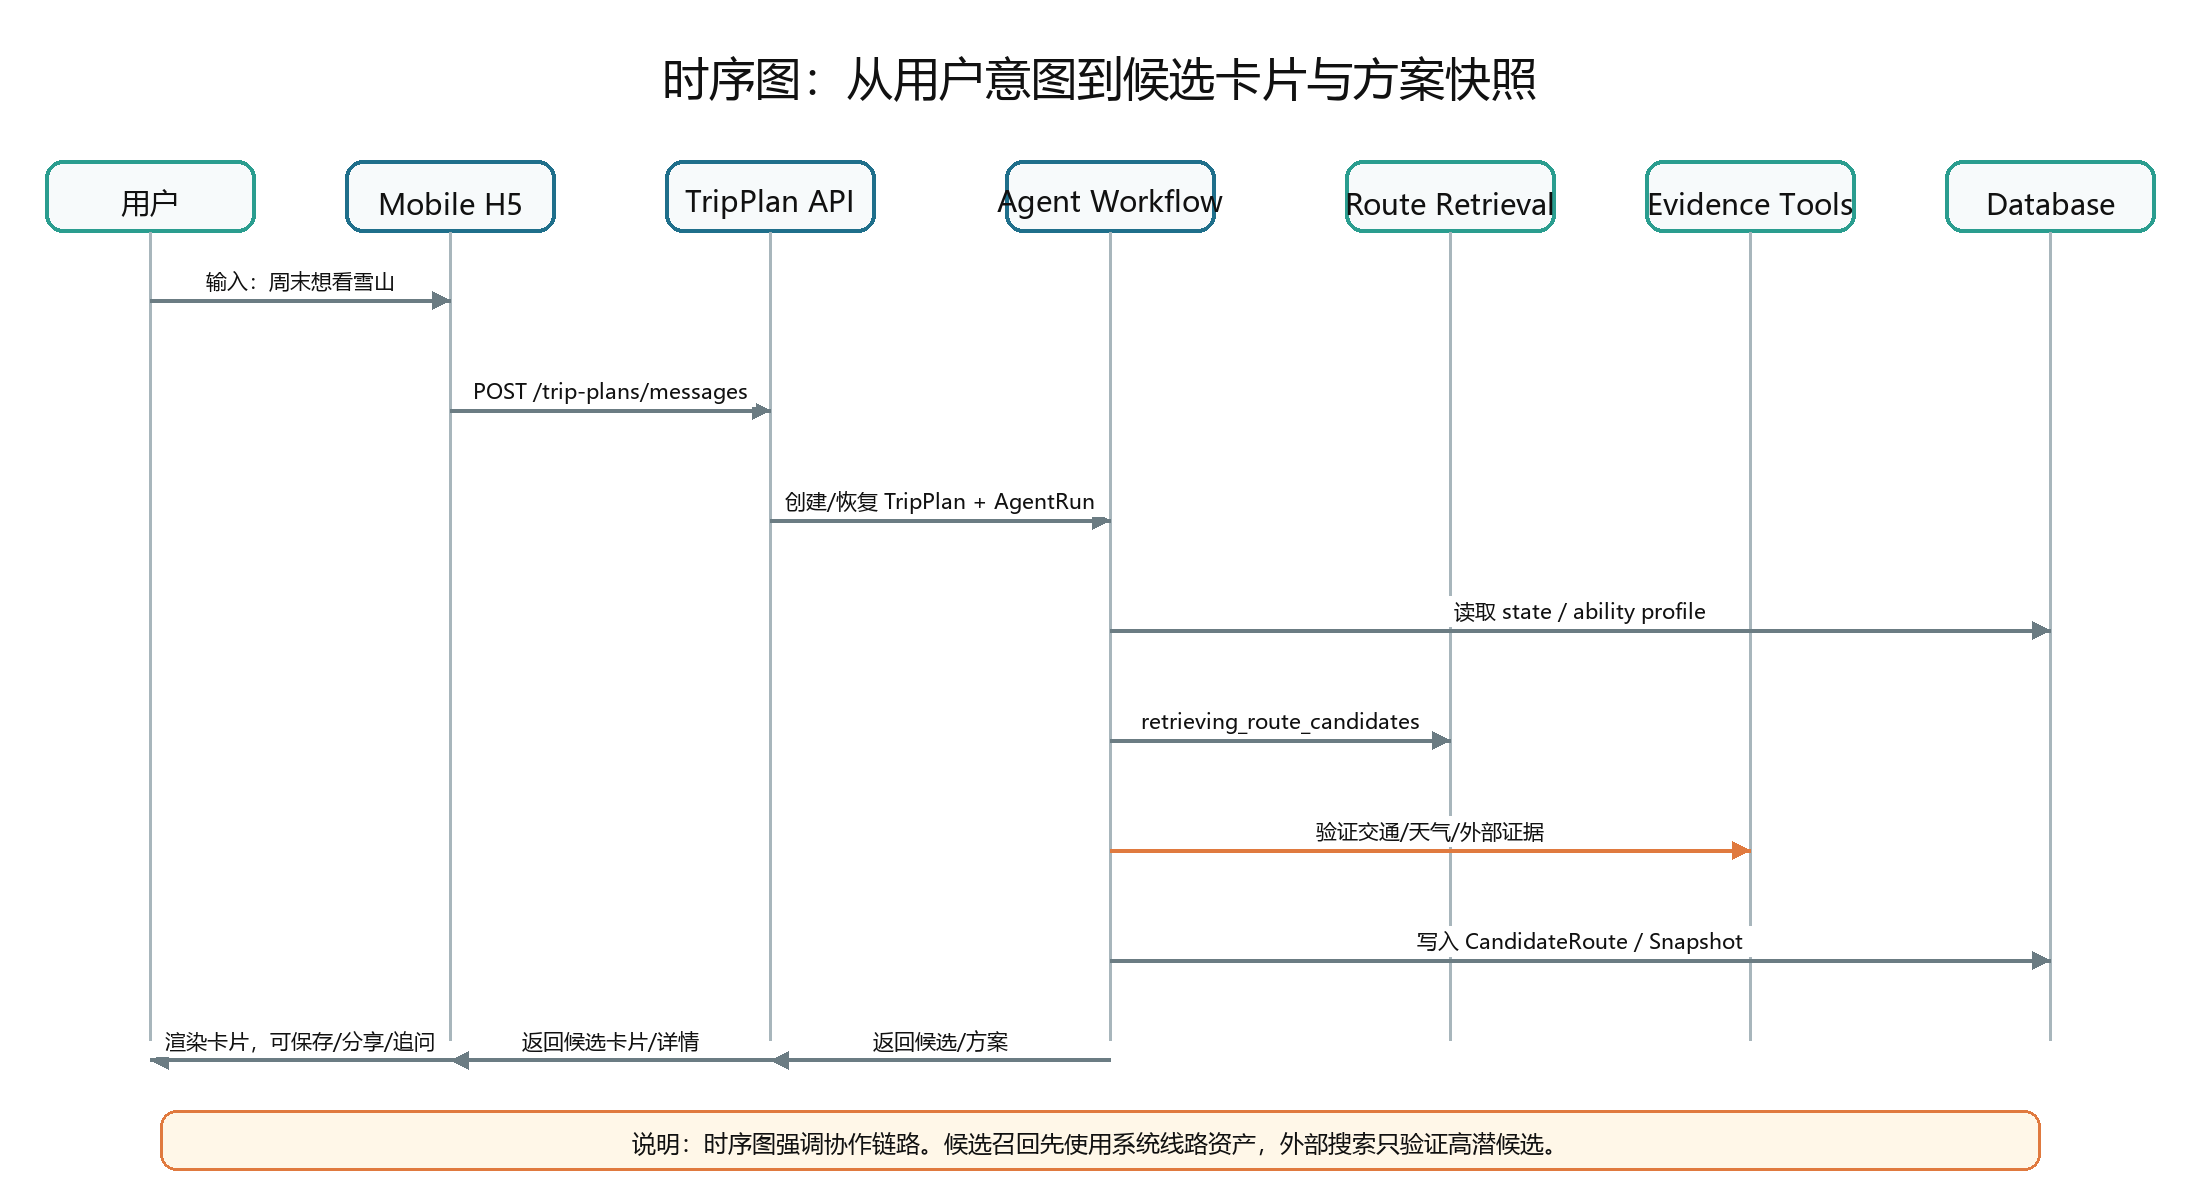 时序图：从用户意图到候选卡片与方案快照
用户
Mobile H5
TripPlan API
Agent Workflow
Route Retrieval
Evidence Tools
Database
输入：周末想看雪山
POST /trip-plans/messages
创建/恢复 TripPlan + AgentRun
读取 state / ability profile
retrieving_route_candidates
验证交通/天气/外部证据
写入 CandidateRoute / Snapshot
渲染卡片，可保存/分享/追问
返回候选卡片/详情
返回候选/方案
说明：时序图强调协作链路。候选召回先使用系统线路资产，外部搜索只验证高潜候选。